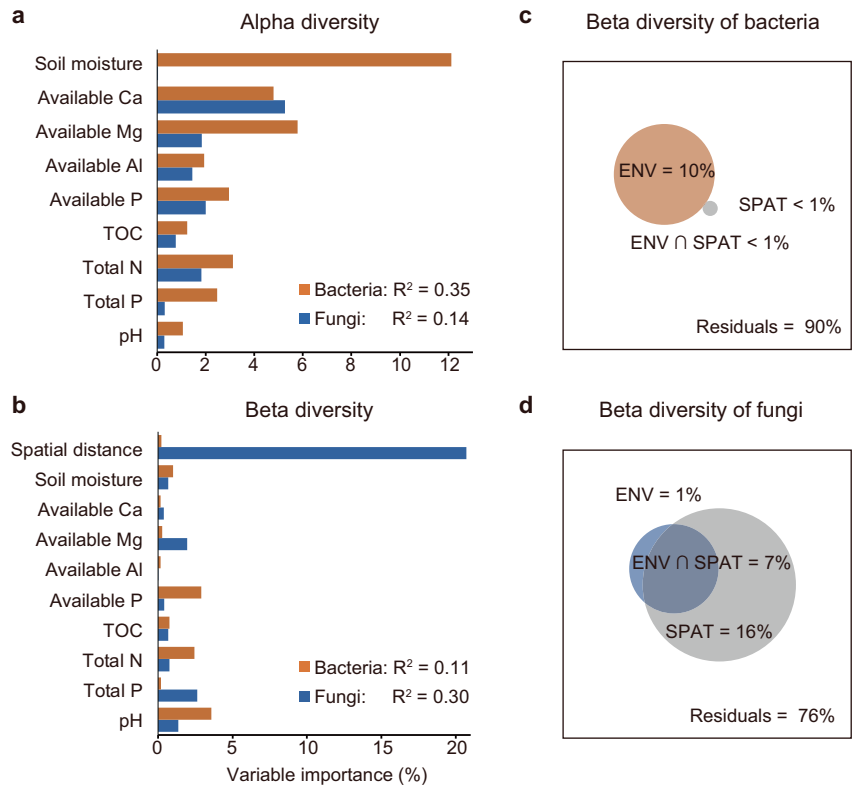 a
Alpha diversity
Soil moisture
Available Ca
Available Mg
Available Al
Available P
TOC
Total N
Total P
pH
Bacteria: R² = 0.35
Fungi: R² = 0.14
0 2 4 6 8 10 12
b
Beta diversity
Spatial distance
Soil moisture
Available Ca
Available Mg
Available Al
Available P
TOC
Total N
Total P
pH
Bacteria: R² = 0.11
Fungi: R² = 0.30
0 5 10 15 20
Variable importance (%)
c
Beta diversity of bacteria
ENV = 10%
SPAT < 1%
ENV ∩ SPAT < 1%
Residuals = 90%
d
Beta diversity of fungi
ENV = 1%
ENV ∩ SPAT = 7%
SPAT = 16%
Residuals = 76%